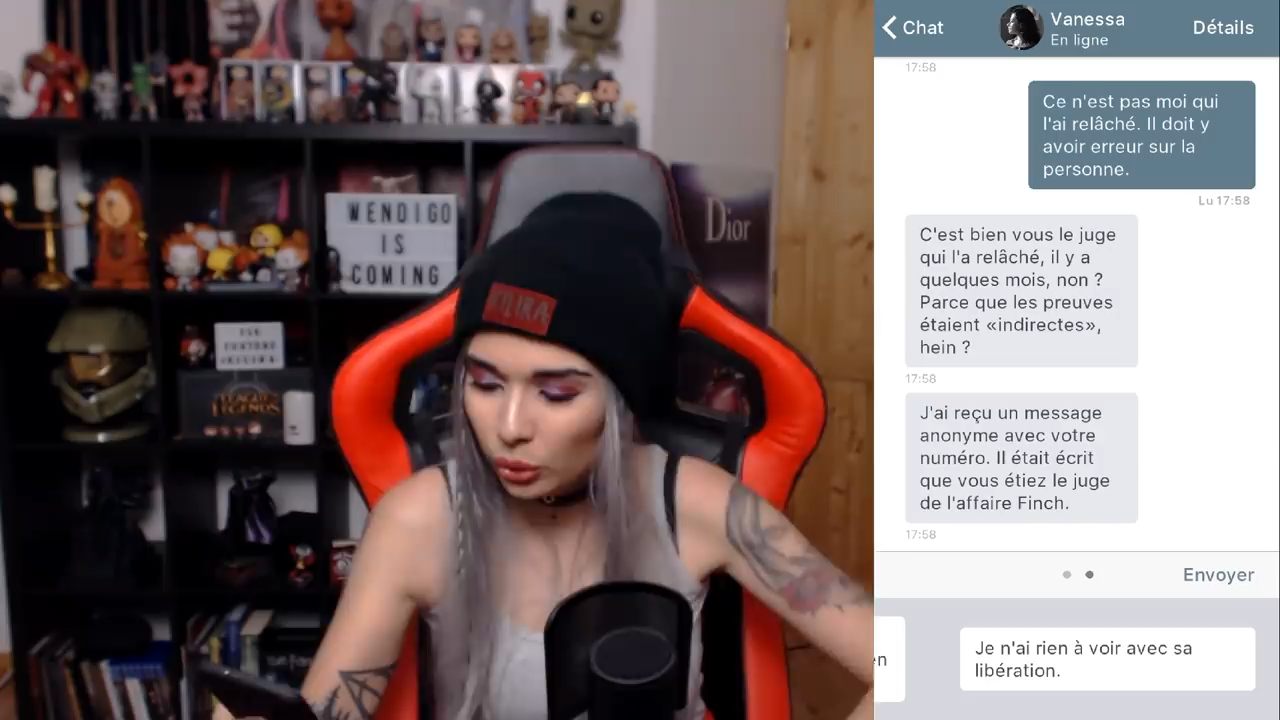 Chat
Vanessa
En ligne
Détails
17:58
Ce n'est pas moi qui
l'ai relâché. Il doit y
avoir erreur sur la
personne.
Lu 17:58
C'est bien vous le juge
qui l'a relâché, il y a
quelques mois, non ?
Parce que les preuves
étaient «indirectes»,
hein ?
17:58
J'ai reçu un message
anonyme avec votre
numéro. Il était écrit
que vous étiez le juge
de l'affaire Finch.
17:58
Envoyer
en
Je n'ai rien à voir avec sa
libération.
WENDIGO
IS
COMING
Dior
LEAGUE OF
LEGENDS